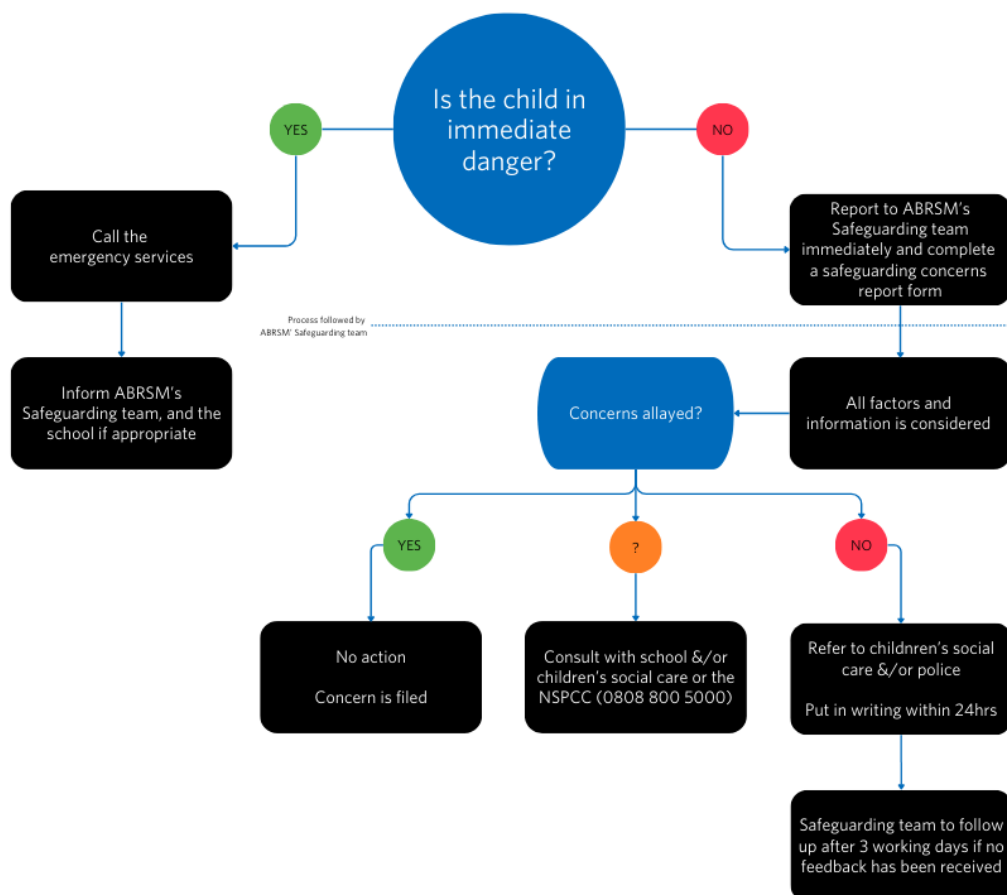 Is the child in
immediate
danger?
YES
NO
Call the
emergency services
Report to ABRSM's
Safeguarding team
immediately and complete
a safeguarding concerns
report form
Process followed by
ABRSM' Safeguarding team
Inform ABRSM's
Safeguarding team, and the
school if appropriate
Concerns allayed?
All factors and
information is considered
YES
?
NO
No action
Concern is filed
Consult with school &/or
children's social care or the
NSPCC (0808 800 5000)
Refer to childnren's social
care &/or police
Put in writing within 24hrs
Safeguarding team to follow
up after 3 working days if no
feedback has been received